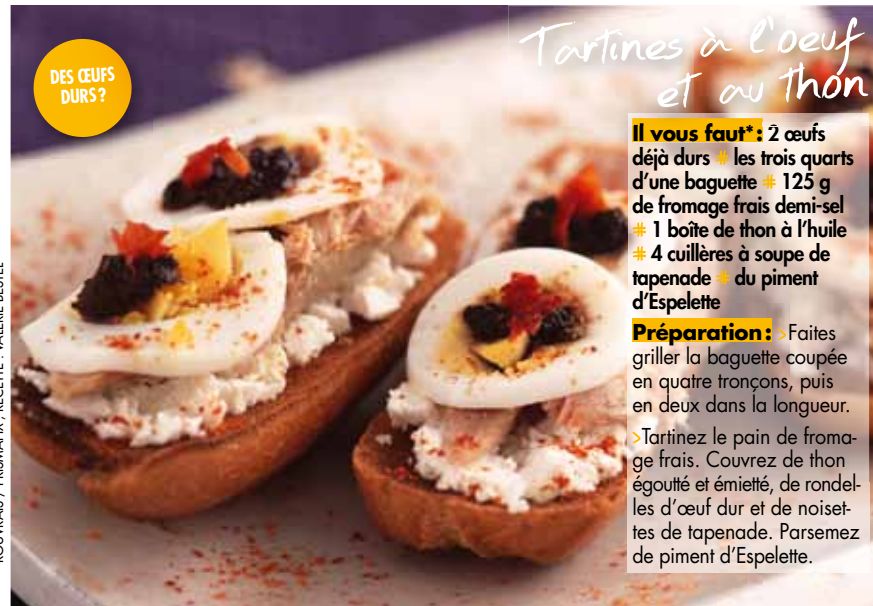 DES ŒUFS
DURS ?
Tartines à l'oeuf
et au thon
Il vous faut* : 2 œufs
déjà durs # les trois quarts
d'une baguette # 125 g
de fromage frais demi-sel
# 1 boîte de thon à l'huile
# 4 cuillères à soupe de
tapenade # du piment
d'Espelette
Préparation : >Faites
griller la baguette coupée
en quatre tronçons, puis
en deux dans la longueur.
>Tartinez le pain de froma-
ge frais. Couvrez de thon
égoutté et émietté, de rondel-
les d'œuf dur et de noiset-
tes de tapenade. Parsemez
de piment d'Espelette.